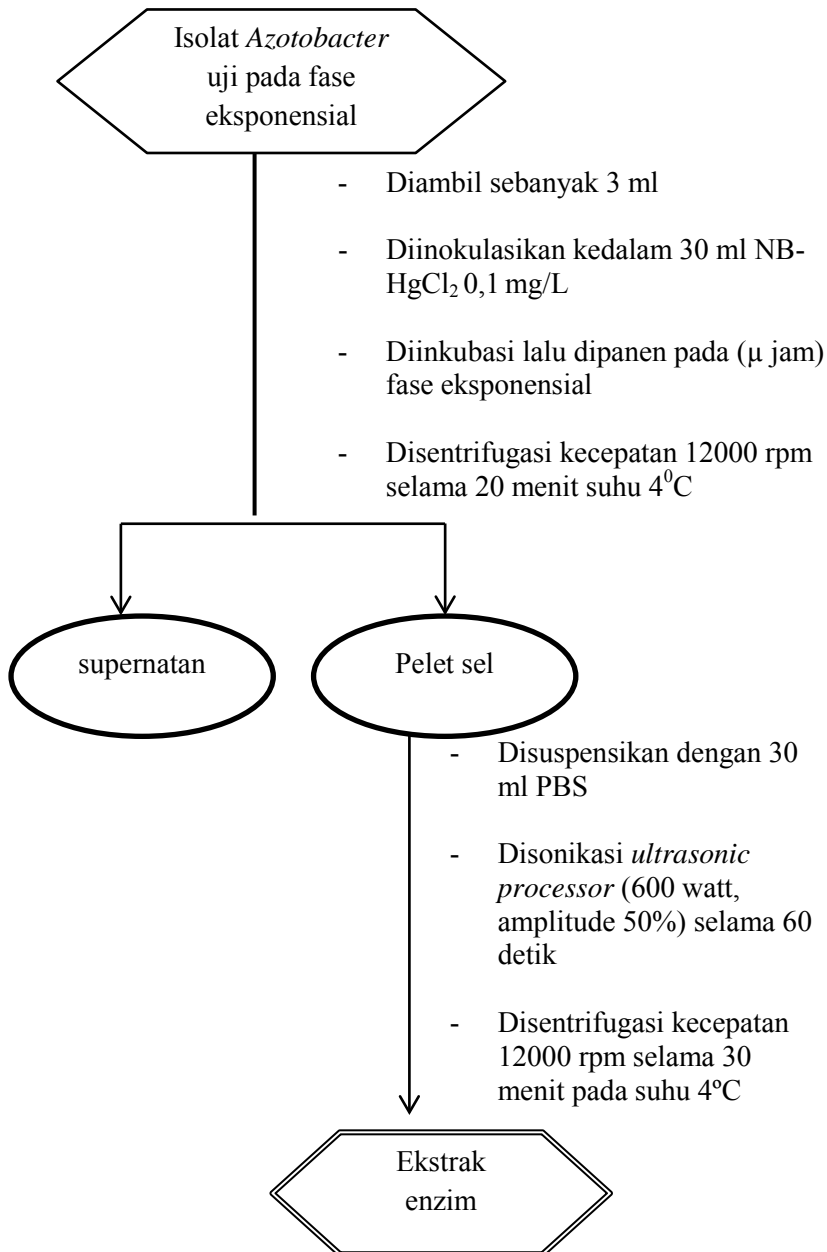 Isolat Azotobacter
uji pada fase
eksponensial
- Diambil sebanyak 3 ml
- Diinokulasikan kedalam 30 ml NB-
HgCl₂ 0,1 mg/L
- Diinkubasi lalu dipanen pada (µ jam)
fase eksponensial
- Disentrifugasi kecepatan 12000 rpm
selama 20 menit suhu 4⁰C
supernatan
Pelet sel
- Disuspensikan dengan 30
ml PBS
- Disonikasi ultrasonic
processor (600 watt,
amplitude 50%) selama 60
detik
- Disentrifugasi kecepatan
12000 rpm selama 30
menit pada suhu 4ºC
Ekstrak
enzim